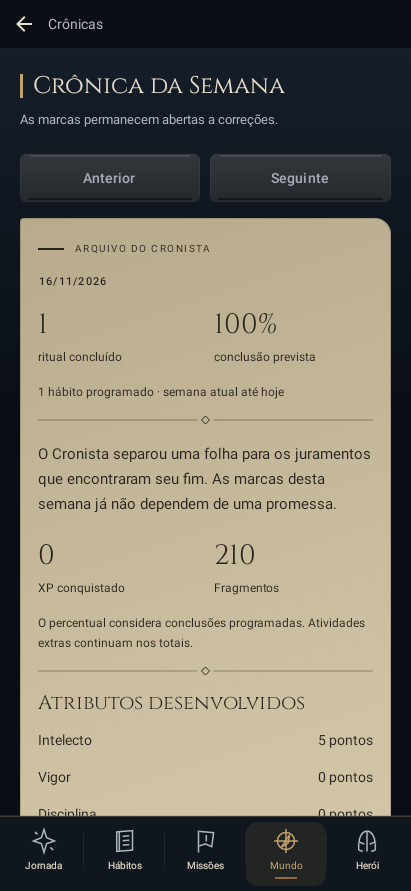 Crônicas
Crônica da Semana
As marcas permanecem abertas a correções.
Anterior
Seguinte
ARQUIVO DO CRONISTA
16/11/2026
1
100%
ritual concluído
conclusão prevista
1 hábito programado · semana atual até hoje
O Cronista separou uma folha para os juramentos
que encontraram seu fim. As marcas desta
semana já não dependem de uma promessa.
0
210
XP conquistado
Fragmentos
O percentual considera conclusões programadas. Atividades
extras continuam nos totais.
Atributos desenvolvidos
Intelecto 5 pontos
Vigor 0 pontos
Disciplina 0 pontos
Jornada
Hábitos
Missões
Mundo
Herói